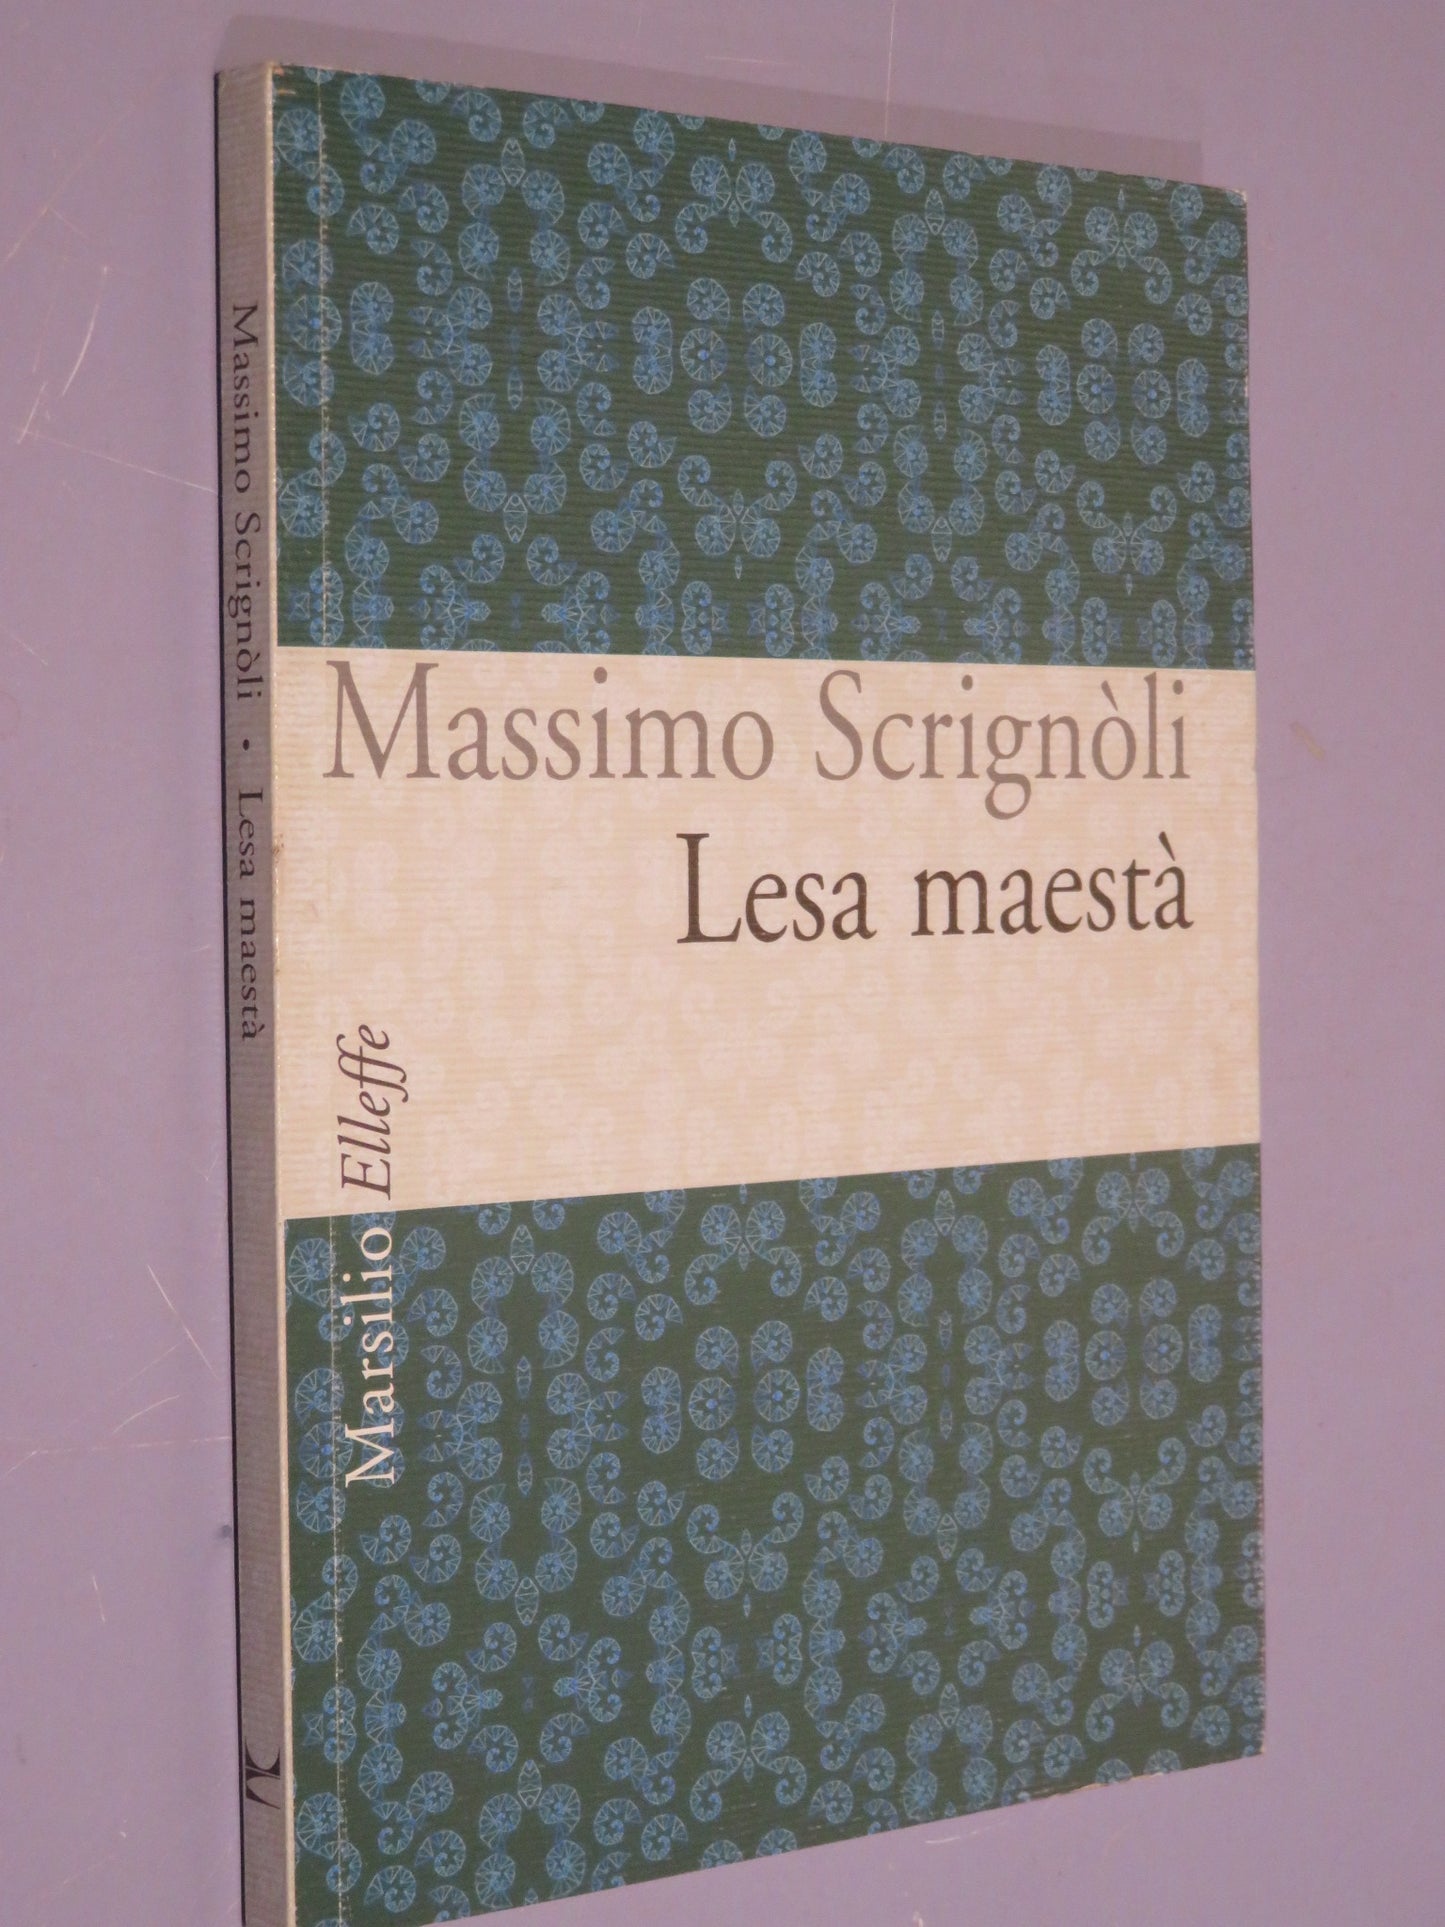 Massimo Scrignòli
Lesa maestà
Marsilio Elleffe
Massimo Scrignòli • Lesa maestà